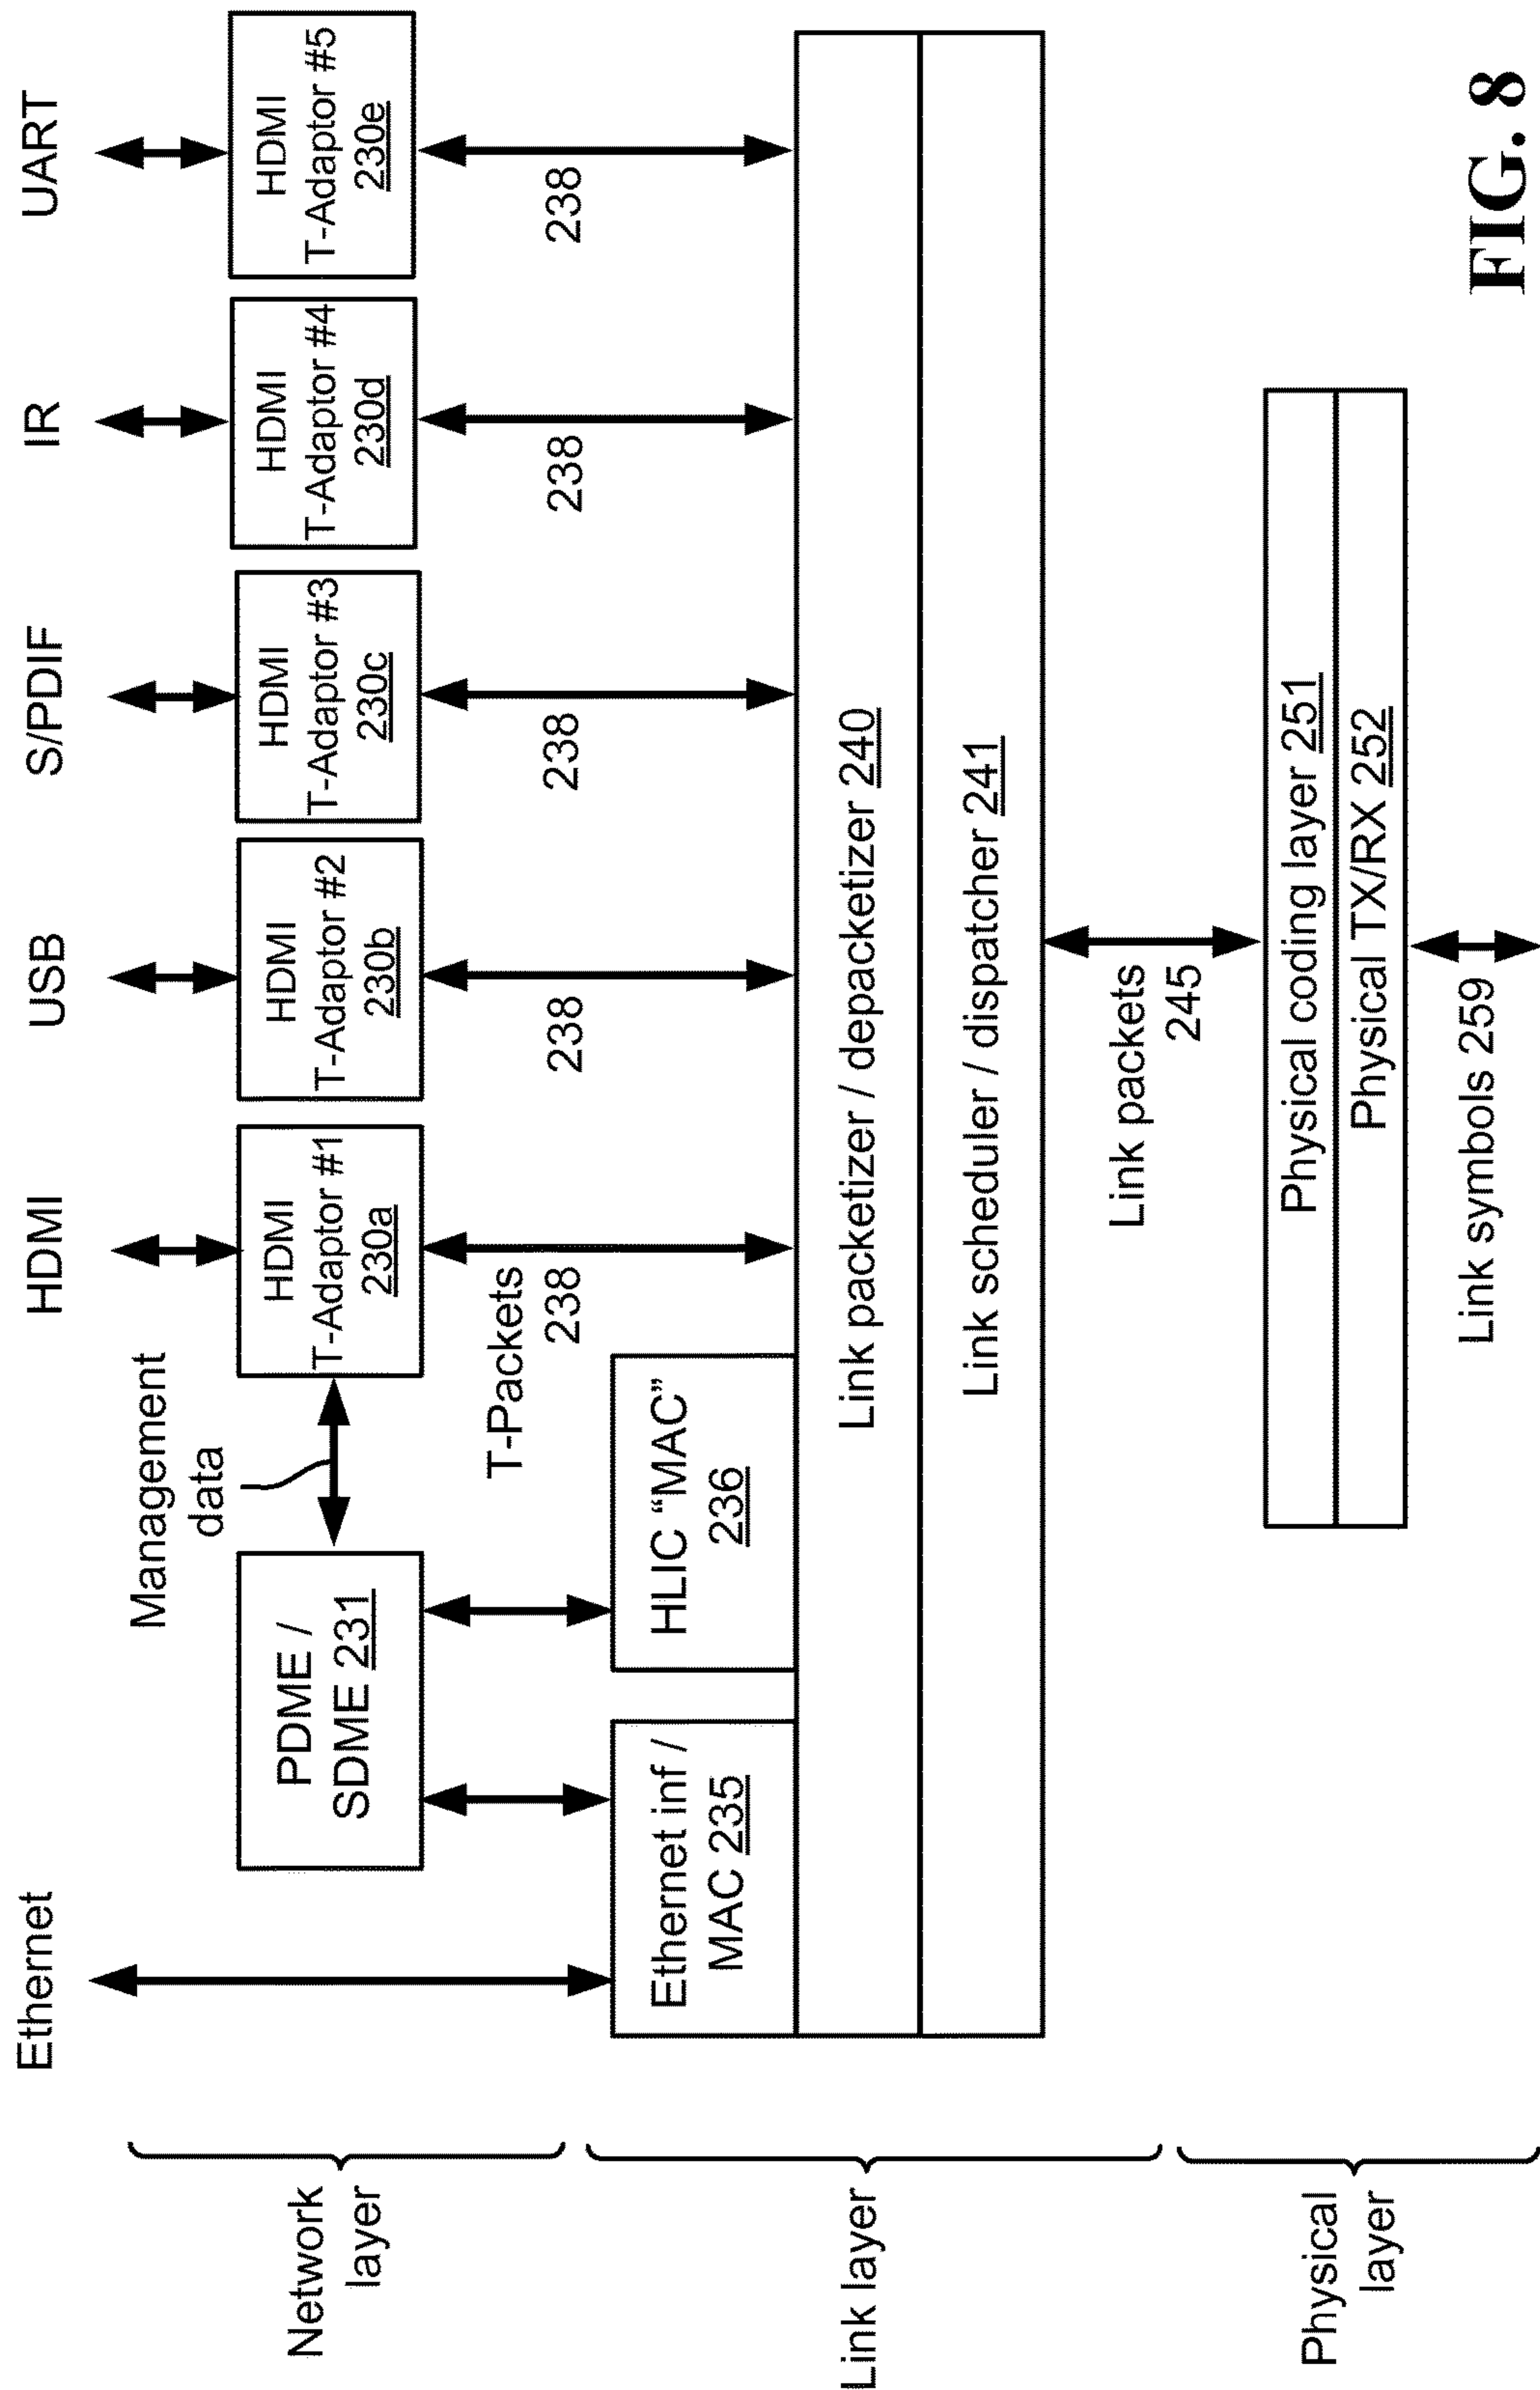 Ethernet
HDMI
USB
S/PDIF
IR
UART
Network
layer
Management
data
PDME /
SDME 231
HDMI
T-Adaptor #1
230a
HDMI
T-Adaptor #2
230b
HDMI
T-Adaptor #3
230c
HDMI
T-Adaptor #4
230d
HDMI
T-Adaptor #5
230e
T-Packets
238
238
238
238
238
Link layer
Ethernet inf /
MAC 235
HLIC “MAC”
236
Link packetizer / depacketizer 240
Link scheduler / dispatcher 241
Link packets
245
Physical
layer
Physical coding layer 251
Physical TX/RX 252
Link symbols 259
FIG. 8